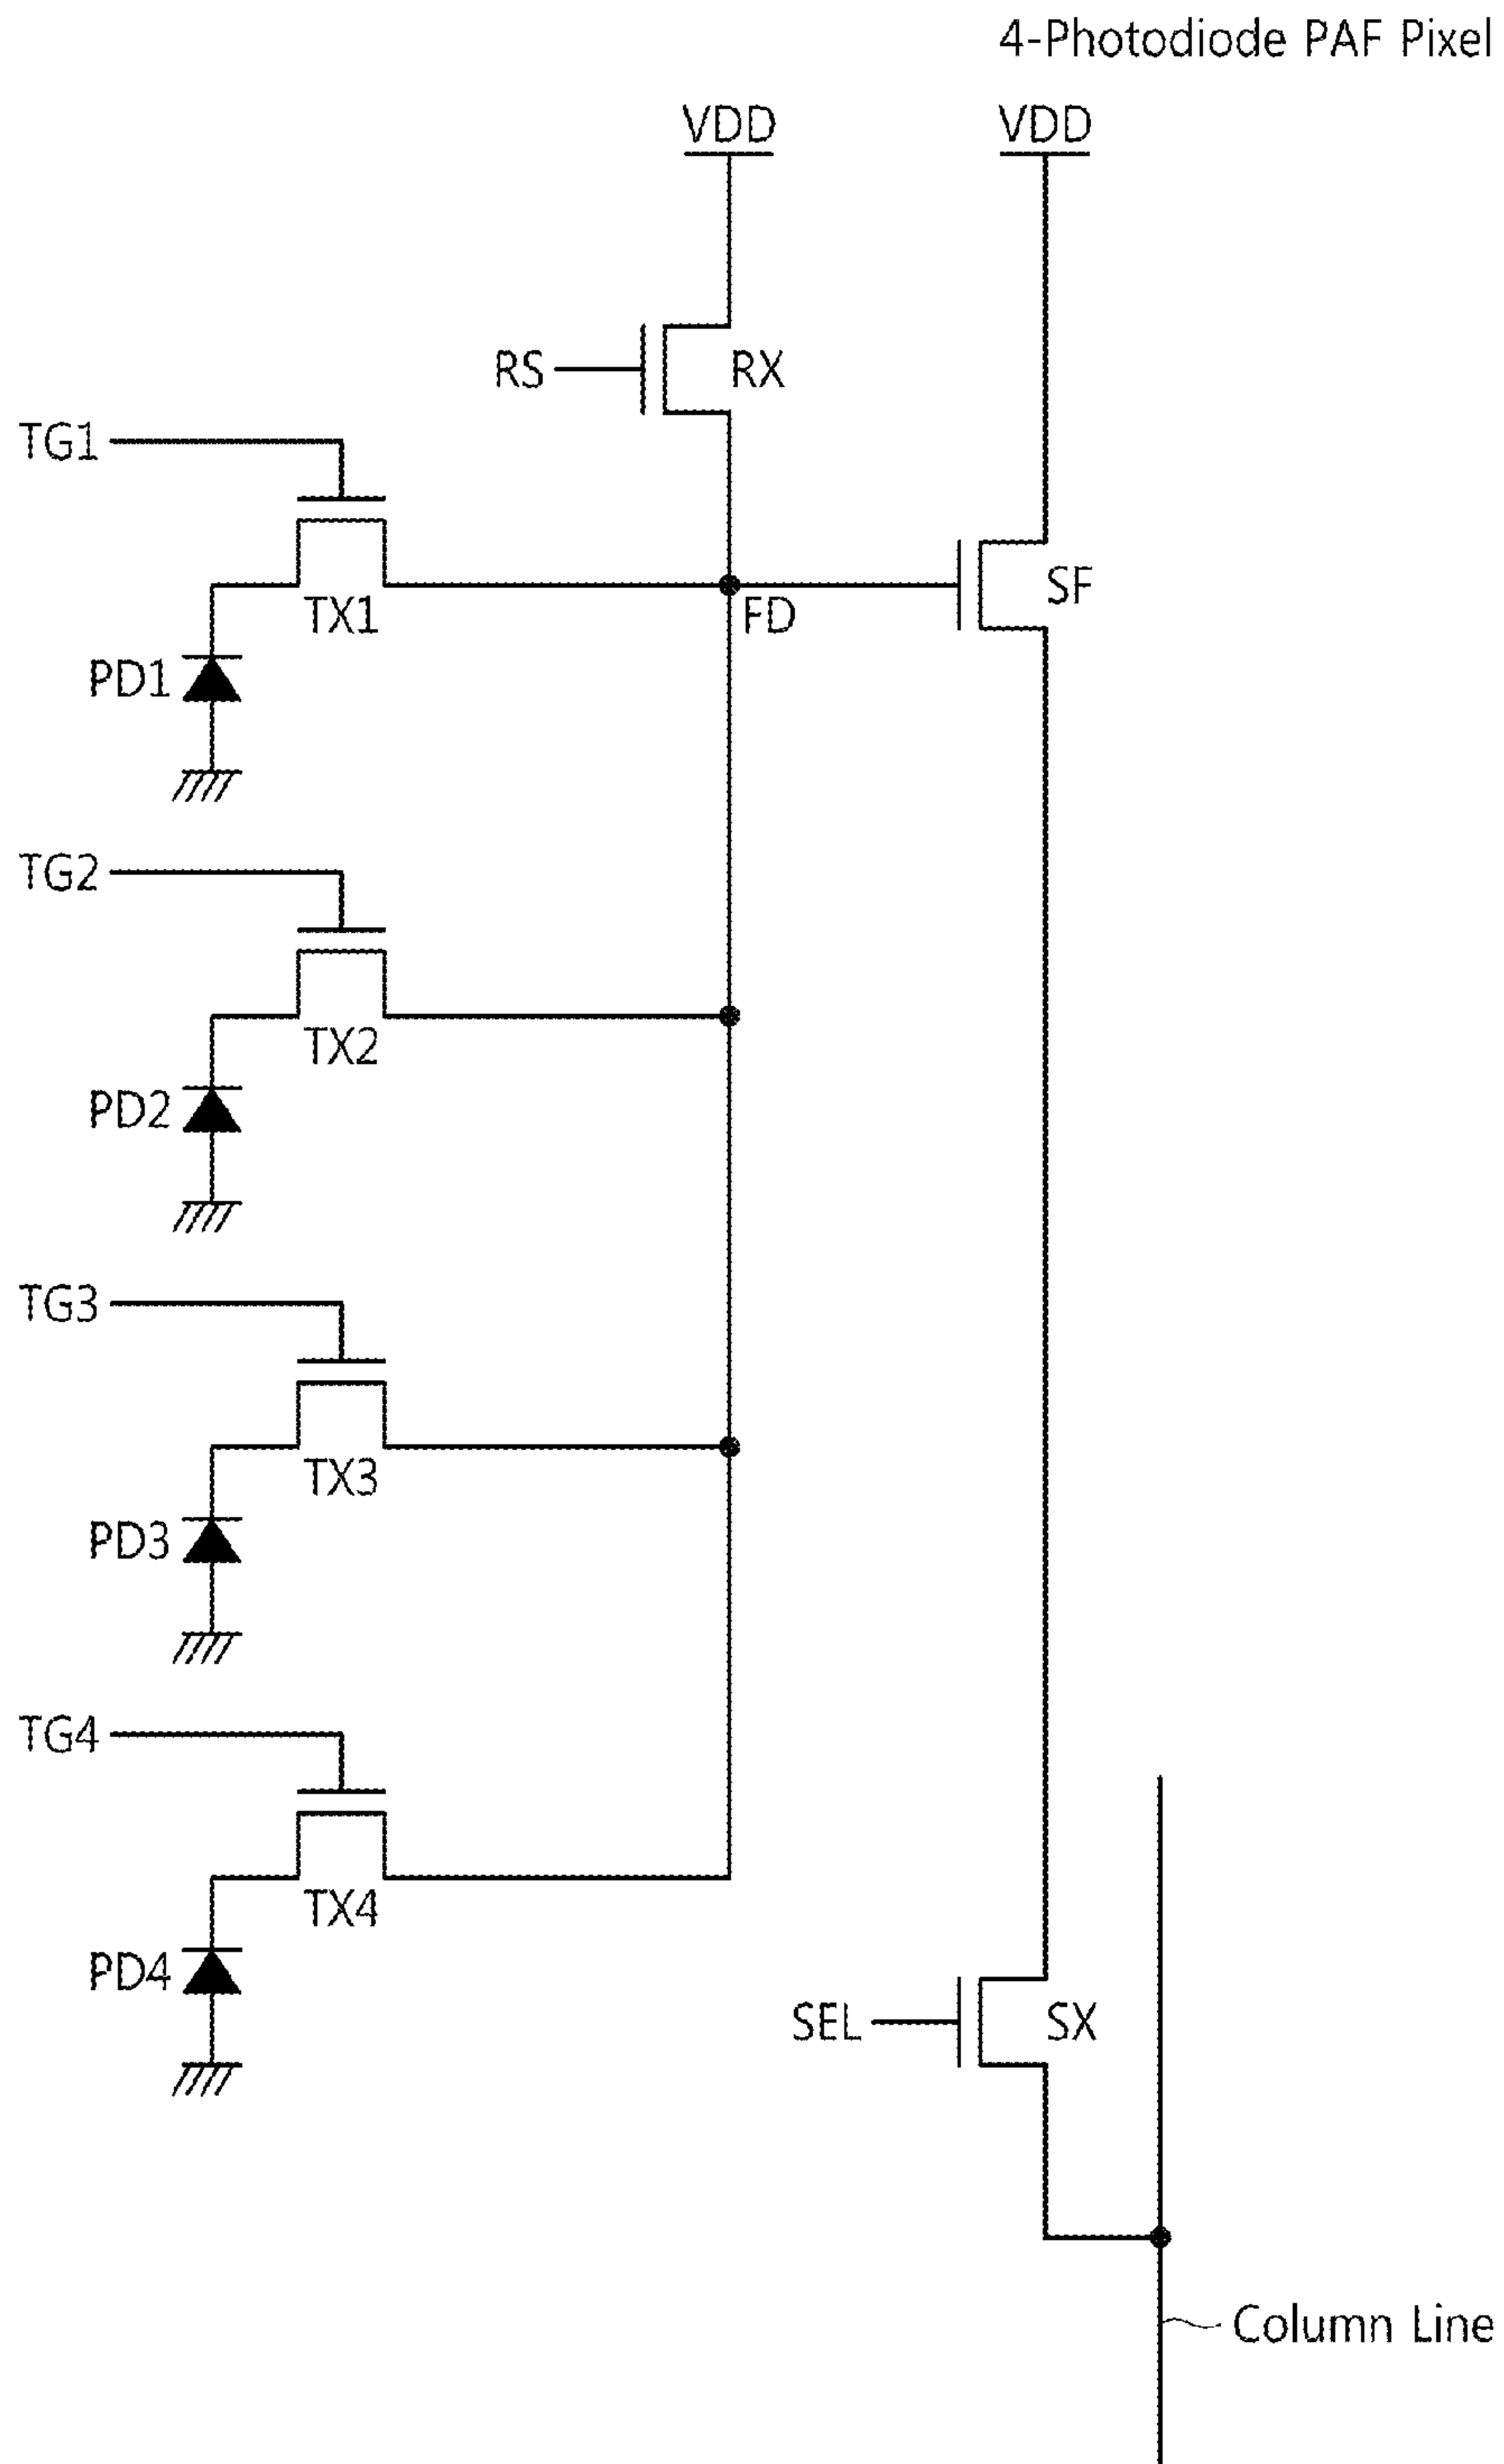 4-Photodiode PAF Pixel
VDD
VDD
RS
RX
TG1
TX1
FD
SF
PD1
TG2
TX2
PD2
TG3
TX3
PD3
TG4
TX4
PD4
SEL
SX
Column Line